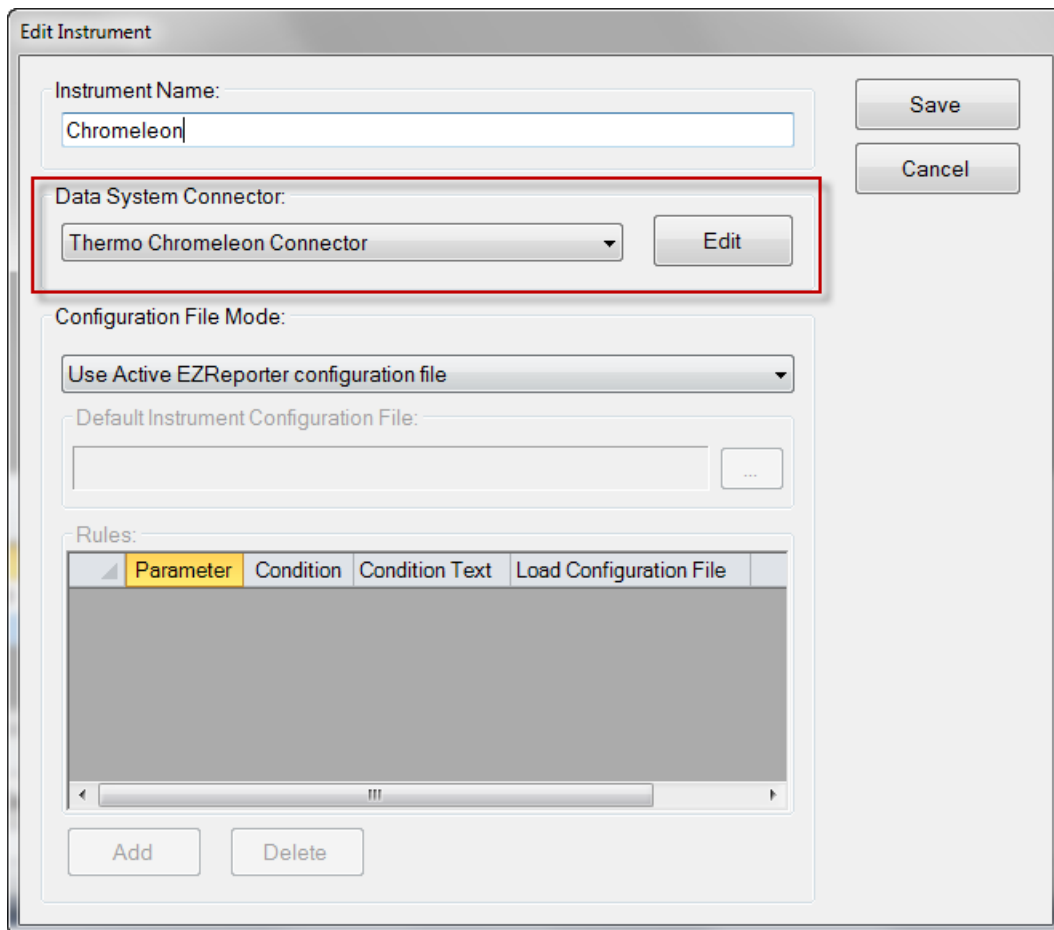 Edit Instrument
Instrument Name:
Save
Chromeleon
Cancel
Data System Connector:
Thermo Chromeleon Connector
Edit
Configuration File Mode:
Use Active EZReporter configuration file
Default Instrument Configuration File:
...
Rules:
Parameter Condition Condition Text Load Configuration File
Add Delete